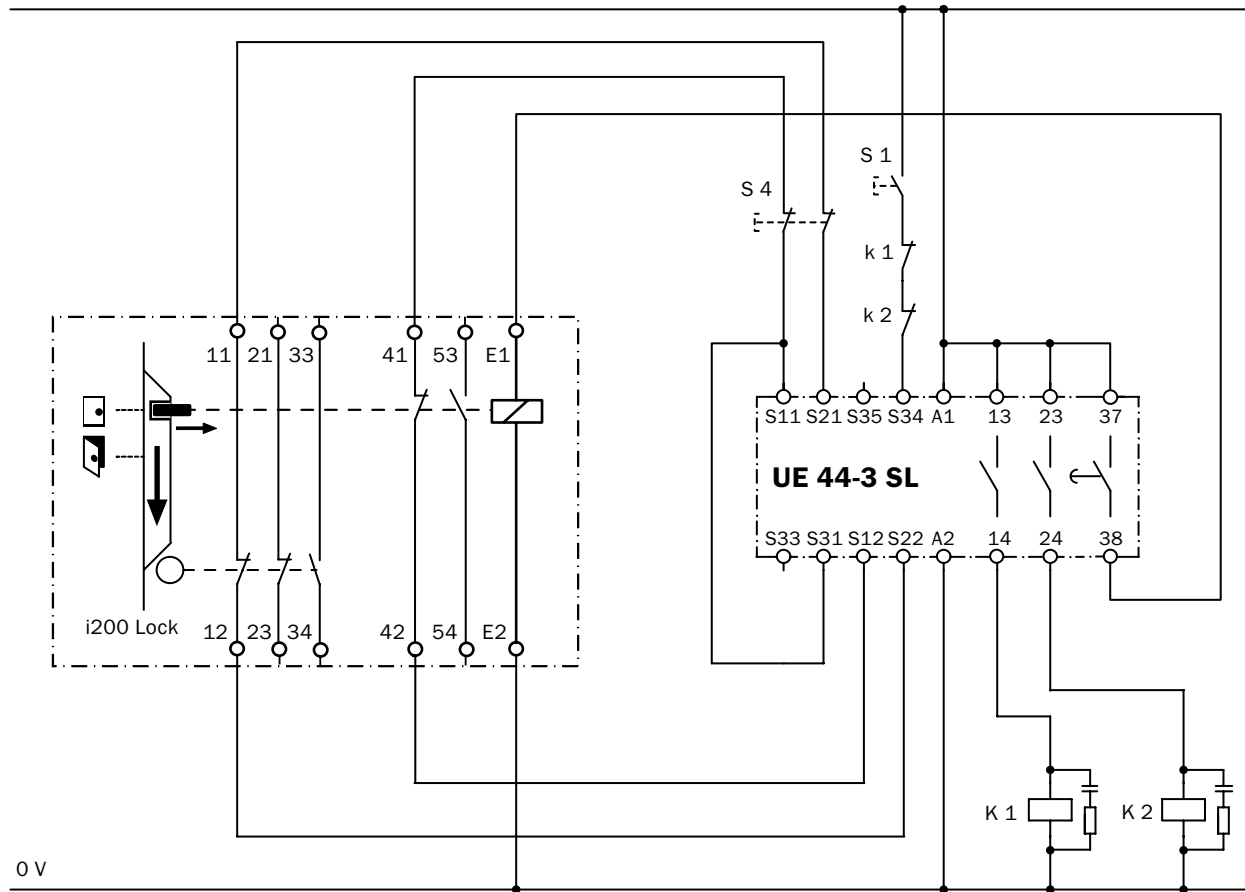 S 1
S 4
k 1
k 2
11 21 33 41 53 E1
S11 S21 S35 S34 A1 13 23 37
UE 44-3 SL
S33 S31 S12 S22 A2 14 24 38
i200 Lock
12 23 34 42 54 E2
K 1 K 2
0 V